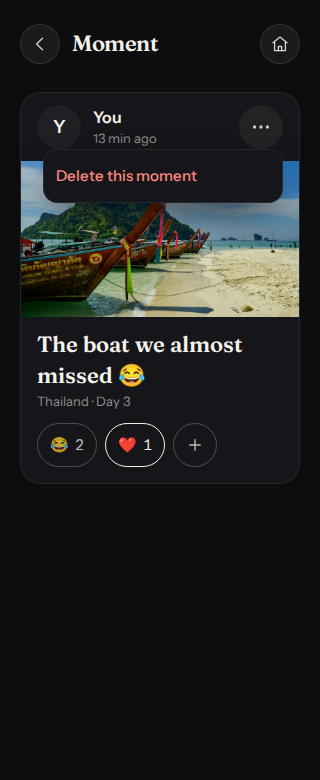 Moment
Y
You
13 min ago
Delete this moment
The boat we almost
missed 😂
Thailand · Day 3
😂 2
❤️ 1